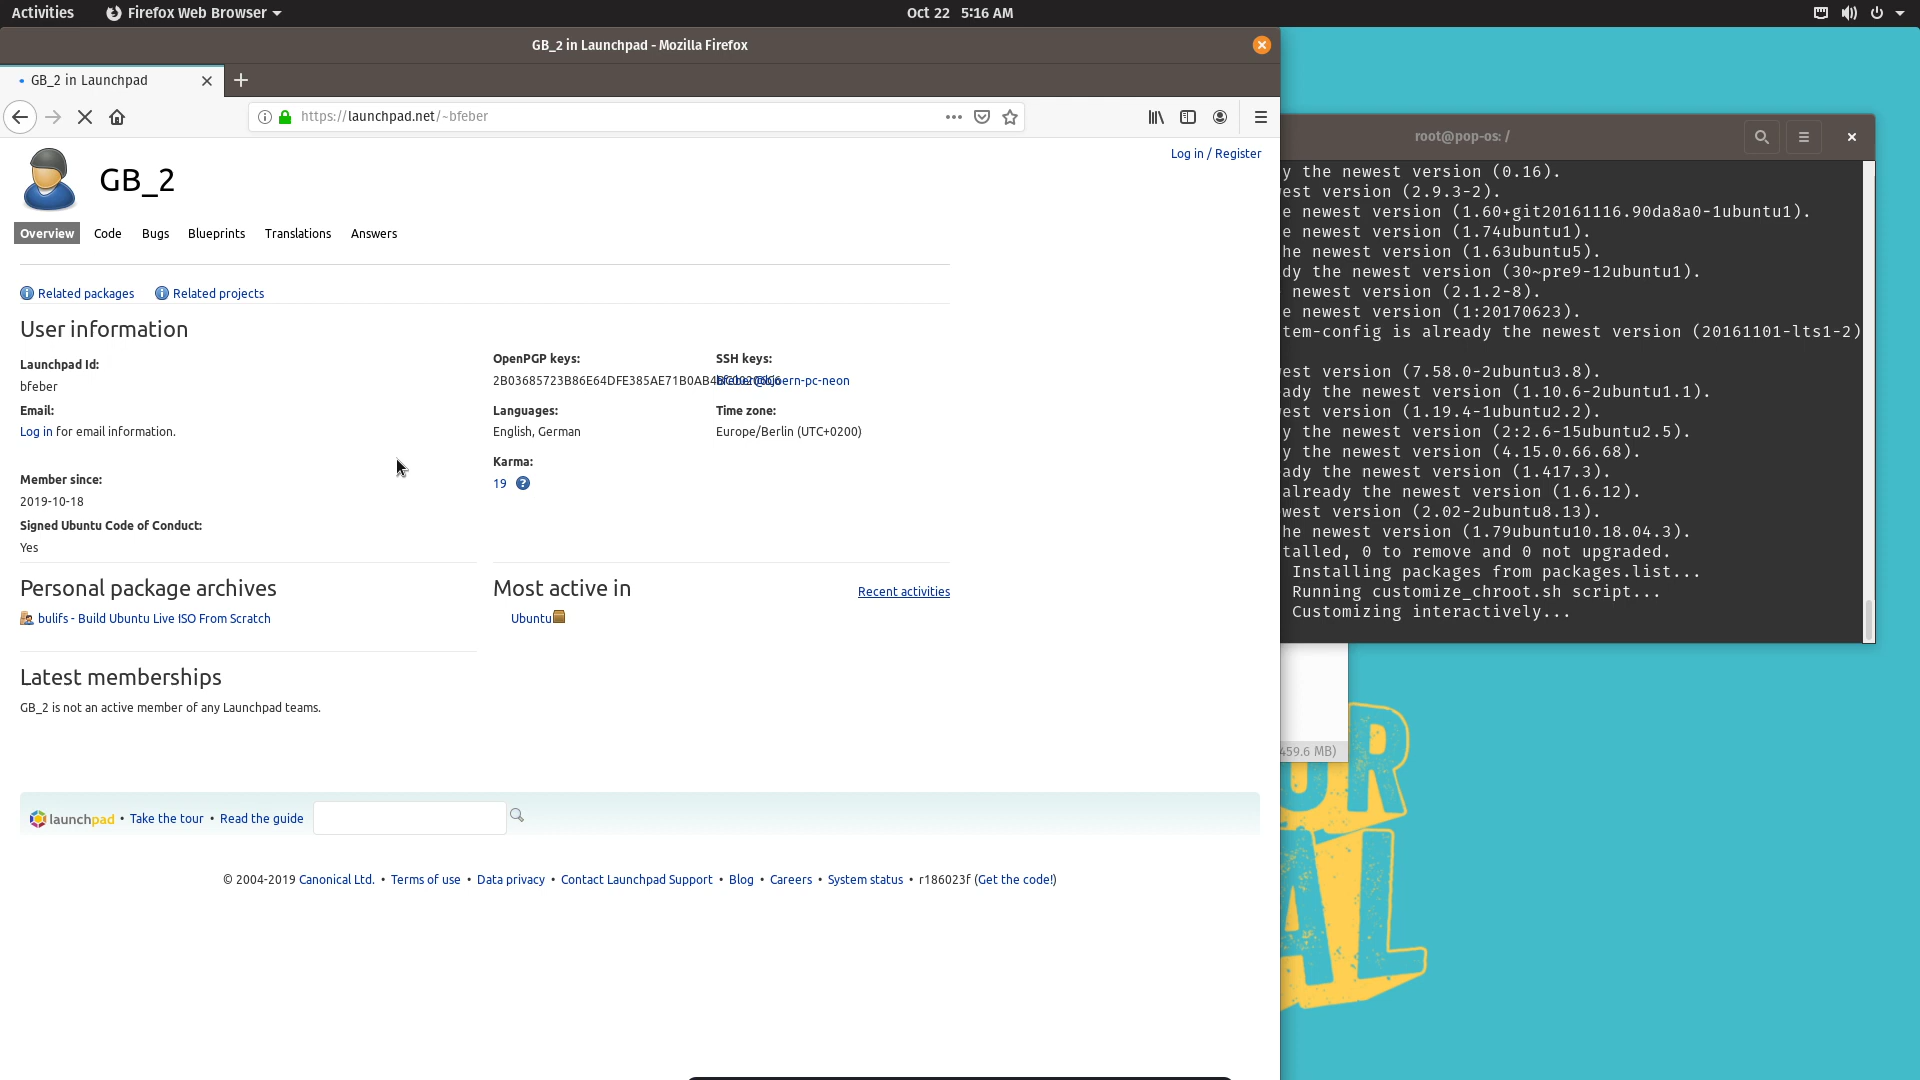 Activities
Firefox Web Browser
Oct 22 5:16 AM
GB_2 in Launchpad - Mozilla Firefox
GB_2 in Launchpad
https://launchpad.net/~bfeber
Log in / Register
GB_2
Overview Code Bugs Blueprints Translations Answers
Related packages Related projects
User information
Launchpad Id:
bfeber
Email:
Log in for email information.
Member since:
2019-10-18
Signed Ubuntu Code of Conduct:
Yes
OpenPGP keys:
2B03685723B86E64DFE385AE71B0AB4
SSH keys:
ern-pc-neon
Languages:
English, German
Time zone:
Europe/Berlin (UTC+0200)
Karma:
19
Personal package archives
bulifs - Build Ubuntu Live ISO From Scratch
Most active in
Recent activities
Ubuntu
Latest memberships
GB_2 is not an active member of any Launchpad teams.
launchpad • Take the tour • Read the guide
© 2004-2019 Canonical Ltd. • Terms of use • Data privacy • Contact Launchpad Support • Blog • Careers • System status • r186023f (Get the code!)
root@pop-os: /
y the newest version (0.16).
est version (2.9.3-2).
e newest version (1.60+git20161116.90da8a0-1ubuntu1).
e newest version (1.74ubuntu1).
he newest version (1.63ubuntu5).
dy the newest version (30~pre9-12ubuntu1).
newest version (2.1.2-8).
e newest version (1:20170623).
tem-config is already the newest version (20161101-lts1-2)
est version (7.58.0-2ubuntu3.8).
ady the newest version (1.10.6-2ubuntu1.1).
west version (1.19.4-1ubuntu2.2).
y the newest version (2:2.6-15ubuntu2.5).
y the newest version (4.15.0.66.68).
ady the newest version (1.417.3).
already the newest version (1.6.12).
west version (2.02-2ubuntu8.13).
he newest version (1.79ubuntu10.18.04.3).
talled, 0 to remove and 0 not upgraded.
Installing packages from packages.list...
Running customize_chroot.sh script...
Customizing interactively...
459.6 MB)
OR
AL